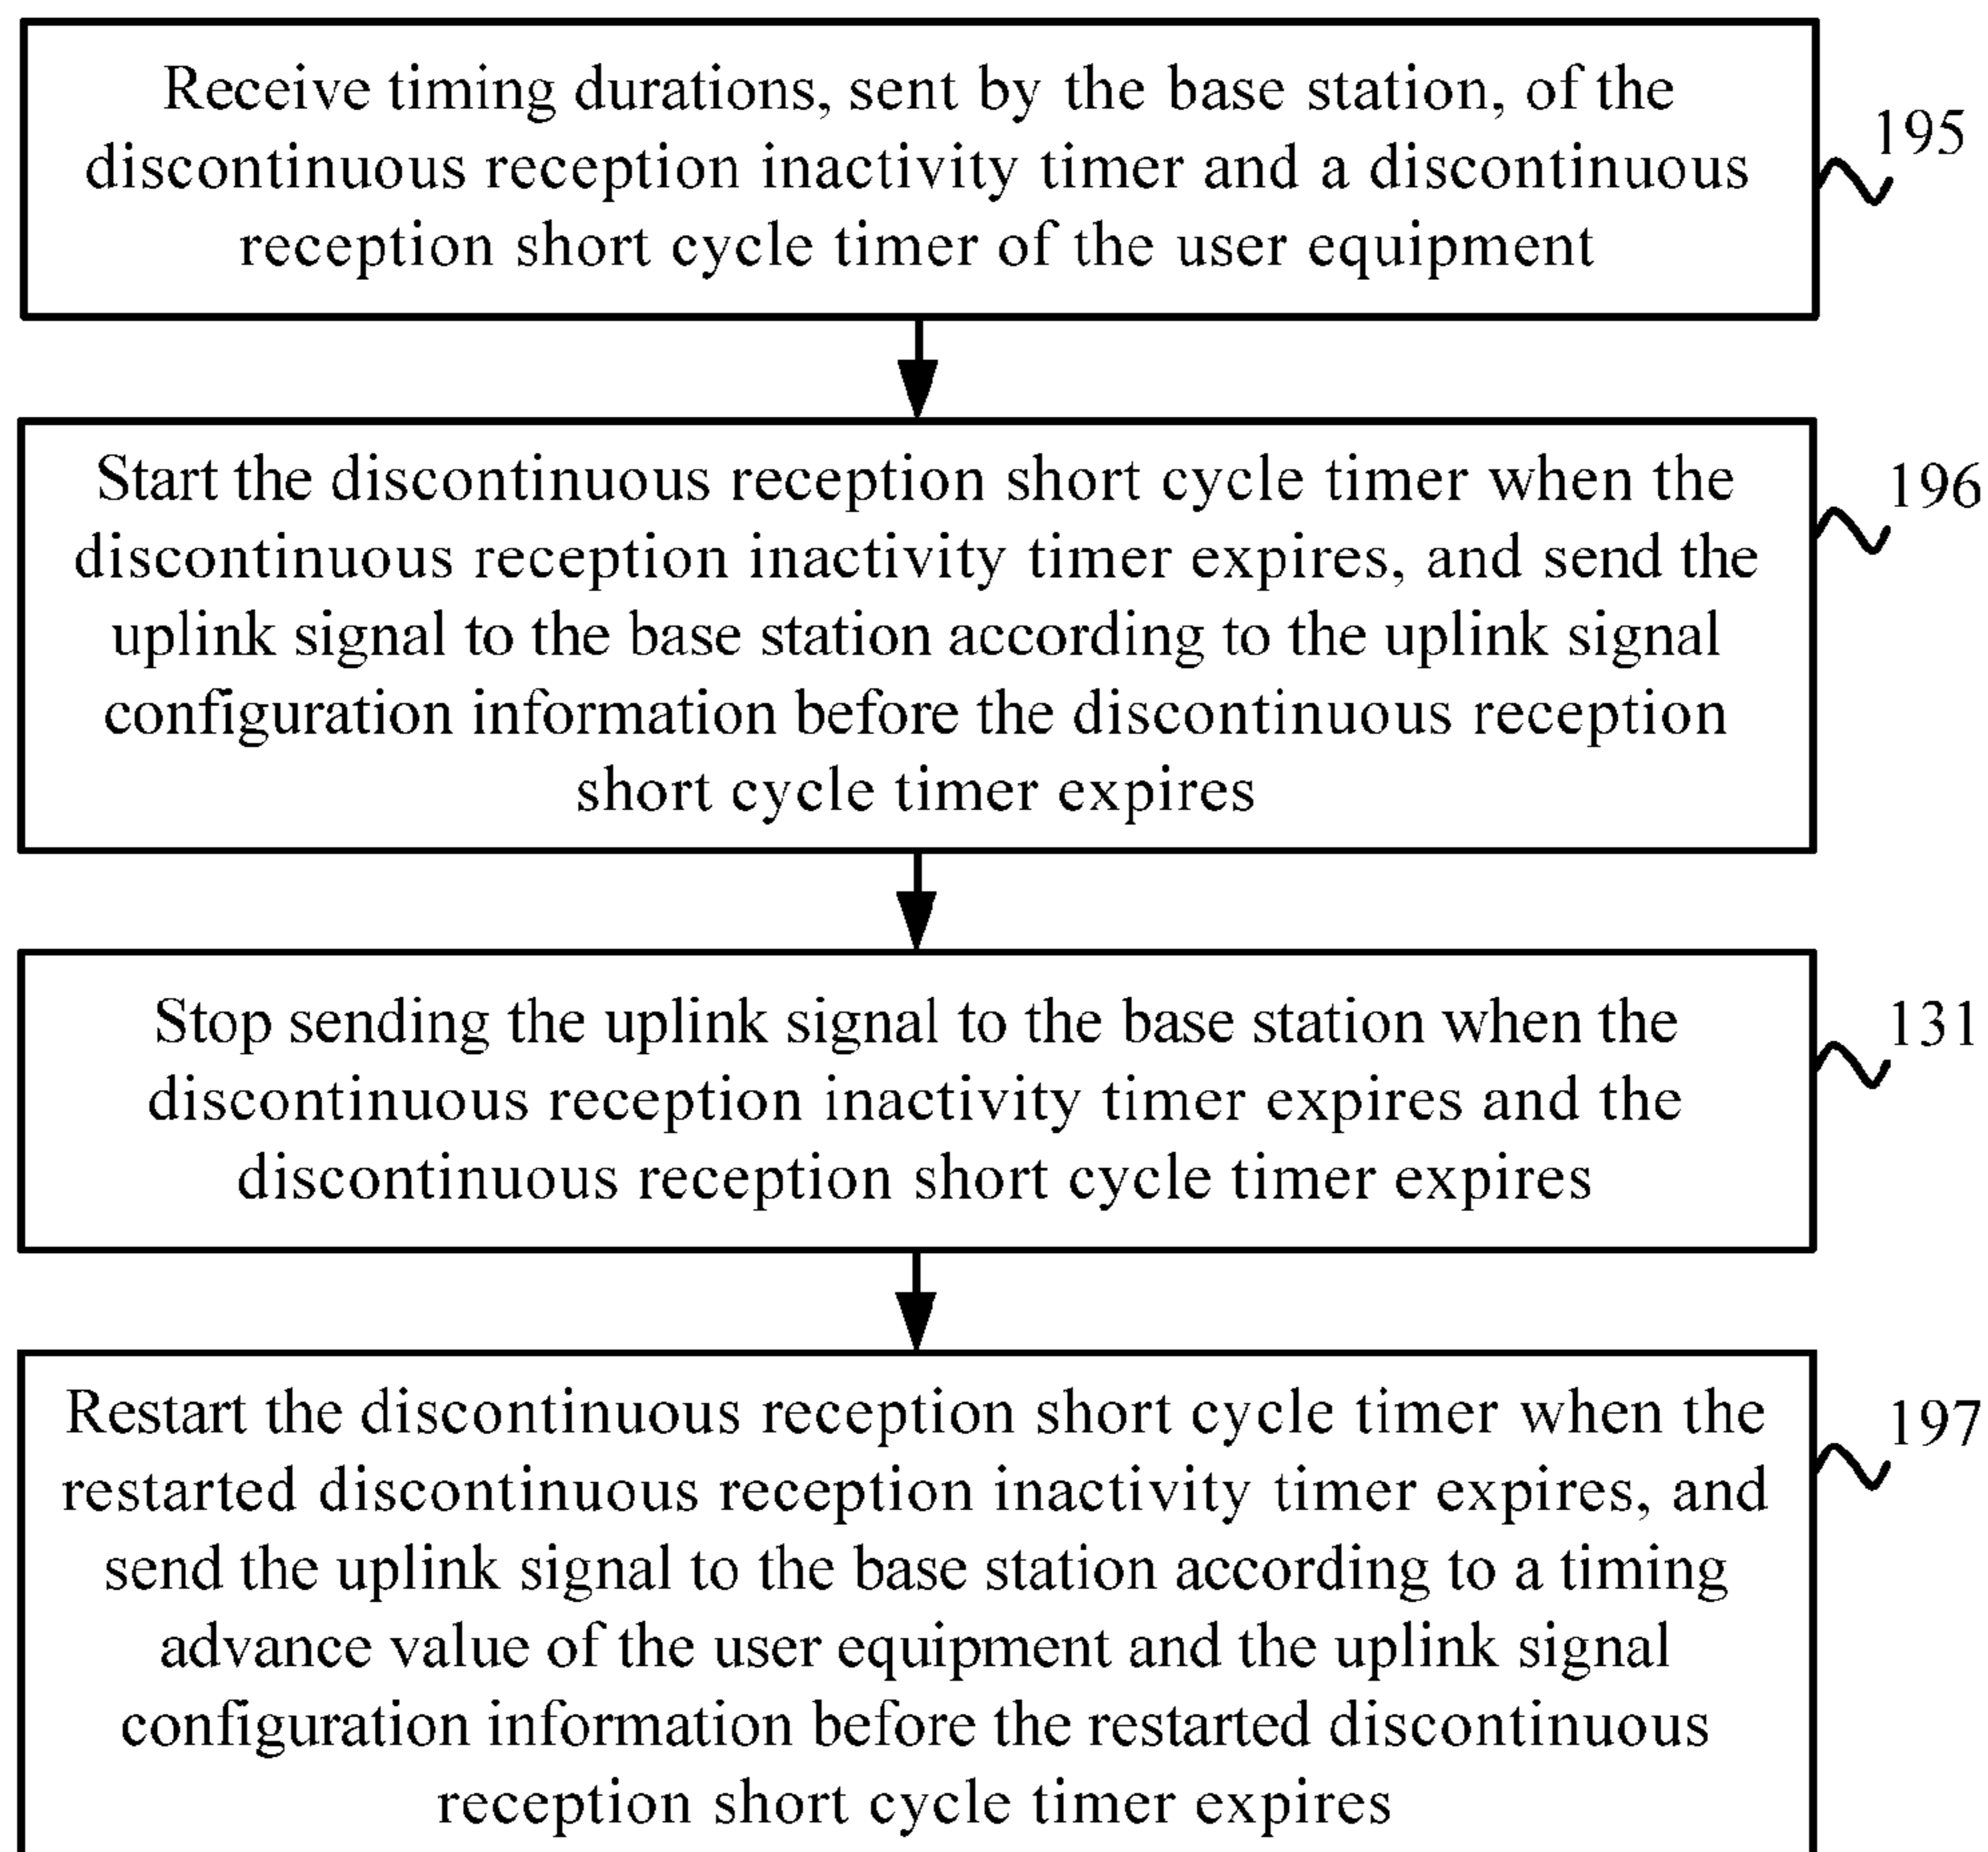 Receive timing durations, sent by the base station, of the
discontinuous reception inactivity timer and a discontinuous
reception short cycle timer of the user equipment
195
Start the discontinuous reception short cycle timer when the
discontinuous reception inactivity timer expires, and send the
uplink signal to the base station according to the uplink signal
configuration information before the discontinuous reception
short cycle timer expires
196
Stop sending the uplink signal to the base station when the
discontinuous reception inactivity timer expires and the
discontinuous reception short cycle timer expires
131
Restart the discontinuous reception short cycle timer when the
restarted discontinuous reception inactivity timer expires, and
send the uplink signal to the base station according to a timing
advance value of the user equipment and the uplink signal
configuration information before the restarted discontinuous
reception short cycle timer expires
197